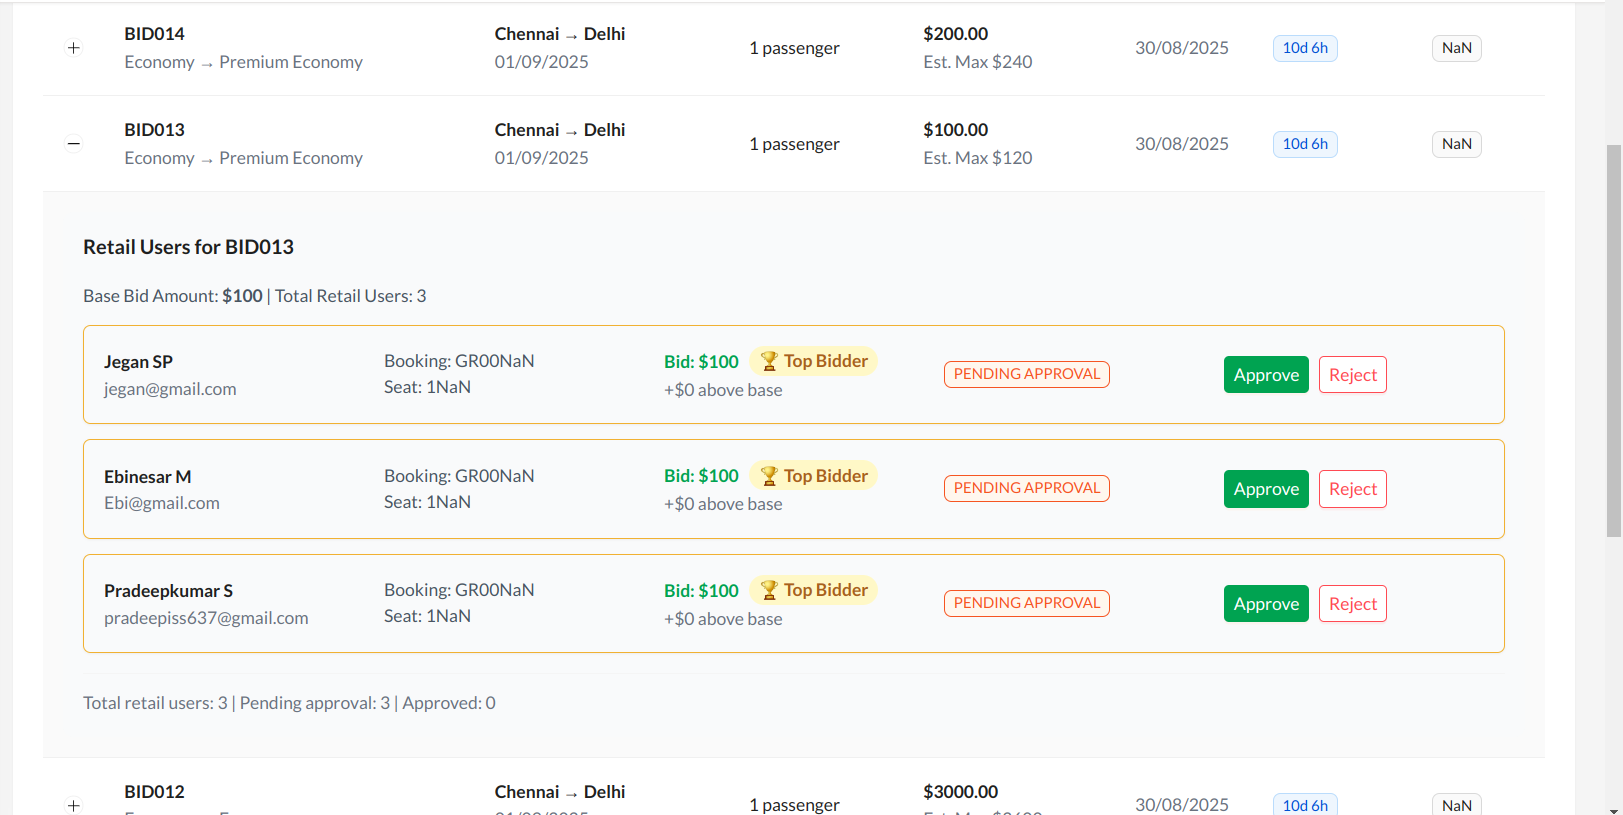 BID014 Chennai → Delhi 1 passenger $200.00 30/08/2025 10d 6h NaN
Economy → Premium Economy 01/09/2025 Est. Max $240
BID013 Chennai → Delhi 1 passenger $100.00 30/08/2025 10d 6h NaN
Economy → Premium Economy 01/09/2025 Est. Max $120
Retail Users for BID013
Base Bid Amount: $100 | Total Retail Users: 3
Jegan SP Booking: GR00NaN Bid: $100 🏆 Top Bidder PENDING APPROVAL Approve Reject
jegan@gmail.com Seat: 1NaN +$0 above base
Ebinesar M Booking: GR00NaN Bid: $100 🏆 Top Bidder PENDING APPROVAL Approve Reject
Ebi@gmail.com Seat: 1NaN +$0 above base
Pradeepkumar S Booking: GR00NaN Bid: $100 🏆 Top Bidder PENDING APPROVAL Approve Reject
pradeepiss637@gmail.com Seat: 1NaN +$0 above base
Total retail users: 3 | Pending approval: 3 | Approved: 0
BID012 Chennai → Delhi 1 passenger $3000.00 30/08/2025 10d 6h NaN